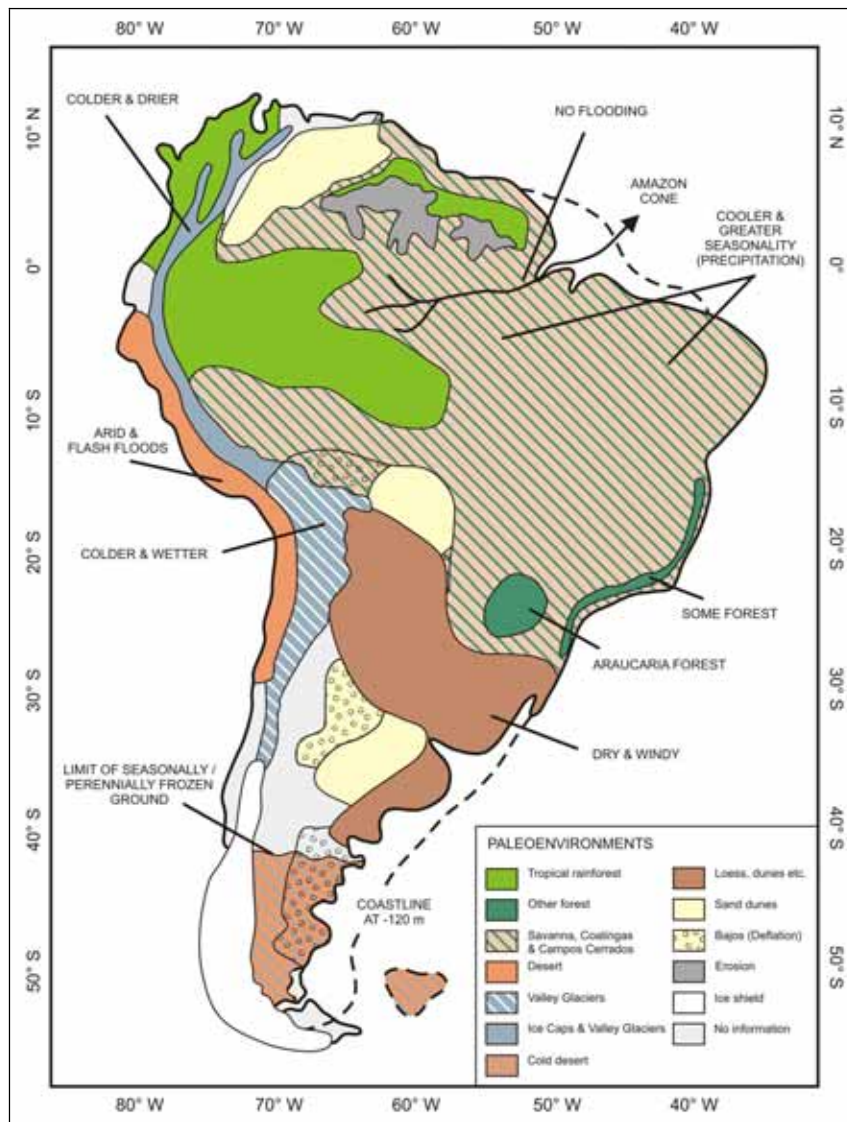 80° W
70° W
60° W
50° W
40° W
COLDER & DRIER
NO FLOODING
10° N
10° N
AMAZON
CONE
COOLER &
GREATER
SEASONALITY
(PRECIPITATION)
0°
0°
10° S
10° S
ARID &
FLASH FLOODS
COLDER & WETTER
20° S
20° S
SOME FOREST
ARAUCARIA FOREST
30° S
30° S
DRY & WINDY
LIMIT OF SEASONALLY /
PERENNIALLY FROZEN
GROUND
40° S
40° S
COASTLINE
AT -120 m
50° S
50° S
PALEOENVIRONMENTS
Tropical rainforest
Other forest
Savanna, Coatingas
& Campos Cerrados
Desert
Valley Glaciers
Ice Caps & Valley Glaciers
Cold desert
Loess, dunes etc.
Sand dunes
Bajos (Deflation)
Erosion
Ice shield
No information
80° W
70° W
60° W
50° W
40° W